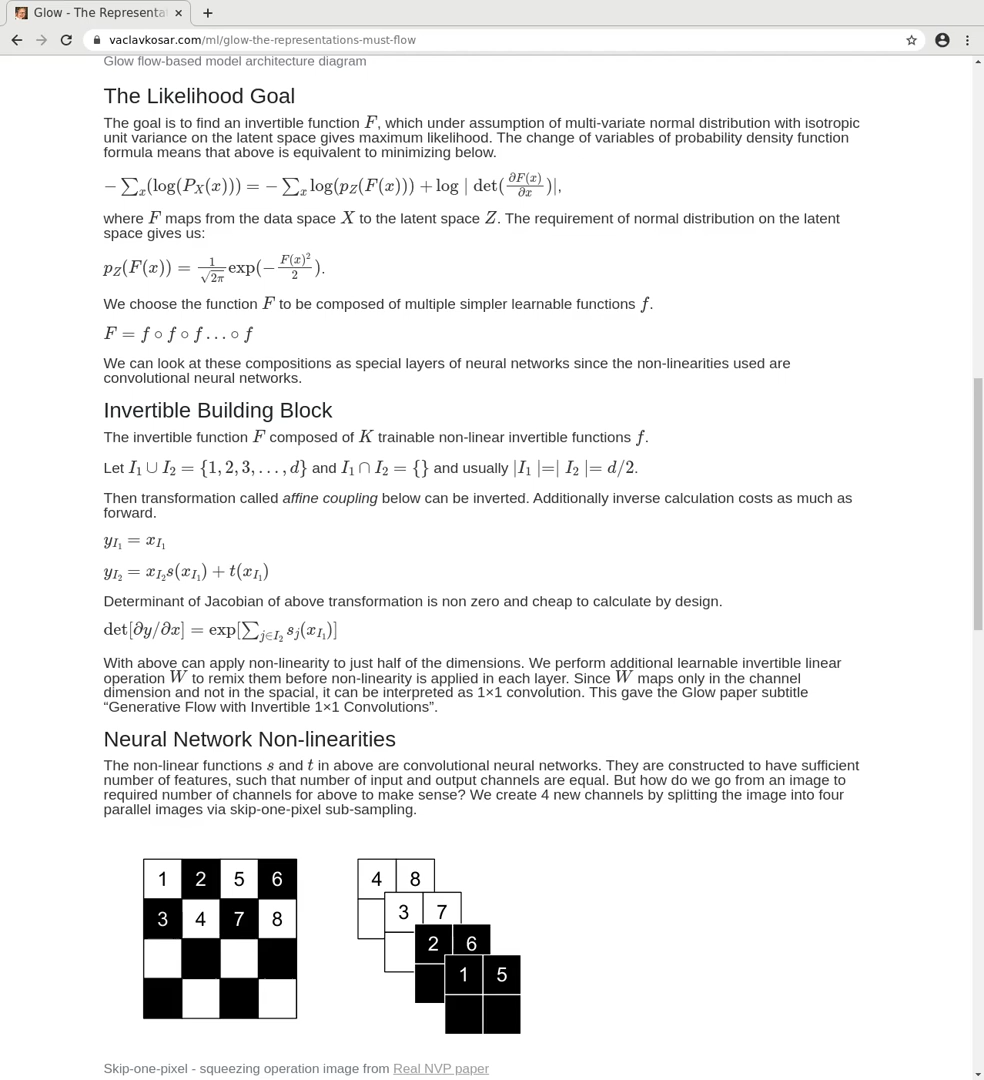 Glow - The Representa
vaclavkosar.com/ml/glow-the-representations-must-flow
Glow flow-based model architecture diagram
The Likelihood Goal
The goal is to find an invertible function F, which under assumption of multi-variate normal distribution with isotropic
unit variance on the latent space gives maximum likelihood. The change of variables of probability density function
formula means that above is equivalent to minimizing below.
−∑ₓ(log(P_X(x))) = −∑ₓ log(p_Z(F(x))) + log | det(∂F(x)/∂x)|,
where F maps from the data space X to the latent space Z. The requirement of normal distribution on the latent
space gives us:
p_Z(F(x)) = 1/√2π exp(−F(x)²/2).
We choose the function F to be composed of multiple simpler learnable functions f.
F = f ∘ f ∘ f … ∘ f
We can look at these compositions as special layers of neural networks since the non-linearities used are
convolutional neural networks.
Invertible Building Block
The invertible function F composed of K trainable non-linear invertible functions f.
Let I₁ ∪ I₂ = {1, 2, 3, …, d} and I₁ ∩ I₂ = {} and usually |I₁ |=| I₂ |= d/2.
Then transformation called affine coupling below can be inverted. Additionally inverse calculation costs as much as
forward.
y_I₁ = x_I₁
y_I₂ = x_I₂ s(x_I₁) + t(x_I₁)
Determinant of Jacobian of above transformation is non zero and cheap to calculate by design.
det[∂y/∂x] = exp[∑_j∈I₂ s_j(x_I₁)]
With above can apply non-linearity to just half of the dimensions. We perform additional learnable invertible linear
operation W to remix them before non-linearity is applied in each layer. Since W maps only in the channel
dimension and not in the spacial, it can be interpreted as 1×1 convolution. This gave the Glow paper subtitle
“Generative Flow with Invertible 1×1 Convolutions”.
Neural Network Non-linearities
The non-linear functions s and t in above are convolutional neural networks. They are constructed to have sufficient
number of features, such that number of input and output channels are equal. But how do we go from an image to
required number of channels for above to make sense? We create 4 new channels by splitting the image into four
parallel images via skip-one-pixel sub-sampling.
1 2 5 6
3 4 7 8
4 8
3 7
2 6
1 5
Skip-one-pixel - squeezing operation image from Real NVP paper